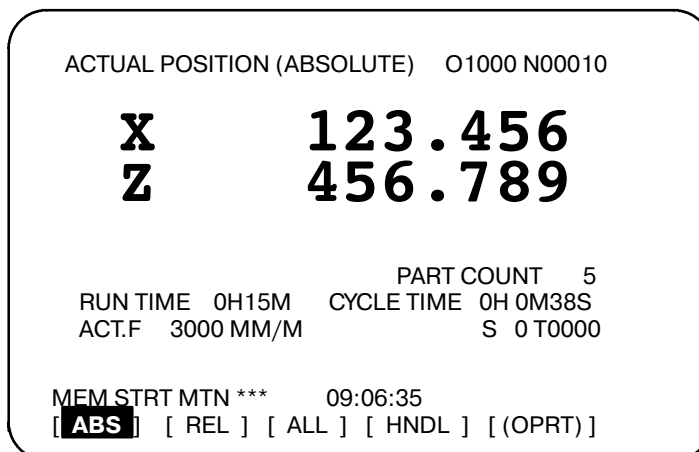 ACTUAL POSITION (ABSOLUTE) O1000 N00010
X 123.456
Z 456.789
PART COUNT 5
RUN TIME 0H15M CYCLE TIME 0H 0M38S
ACT.F 3000 MM/M S 0 T0000
MEM STRT MTN *** 09:06:35
[ ABS ] [ REL ] [ ALL ] [ HNDL ] [ (OPRT) ]